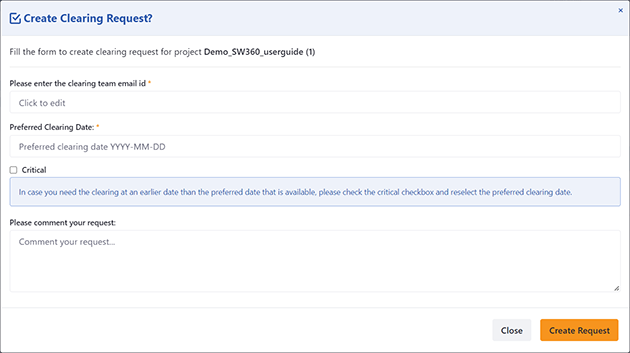 Create Clearing Request?
Fill the form to create clearing request for project Demo_SW360_userguide (1)
Please enter the clearing team email id *
Click to edit
Preferred Clearing Date: *
Preferred clearing date YYYY-MM-DD
Critical
In case you need the clearing at an earlier date than the preferred date that is available, please check the critical checkbox and reselect the preferred clearing date.
Please comment your request:
Comment your request...
Close
Create Request